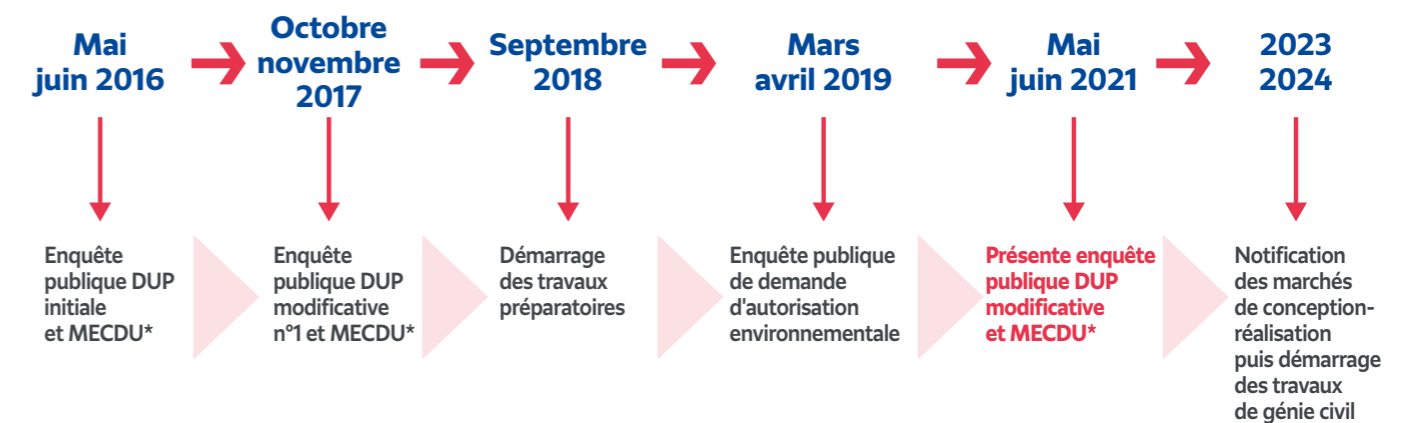 Mai
juin 2016
Octobre
novembre
2017
Septembre
2018
Mars
avril 2019
Mai
juin 2021
2023
2024
Enquête
publique DUP
initiale
et MECDU*
Enquête
publique DUP
modificative
n°1 et MECDU*
Démarrage
des travaux
préparatoires
Enquête publique
de demande
d'autorisation
environnementale
Présente enquête
publique DUP
modificative
et MECDU*
Notification
des marchés
de conception-
réalisation
puis démarrage
des travaux
de génie civil